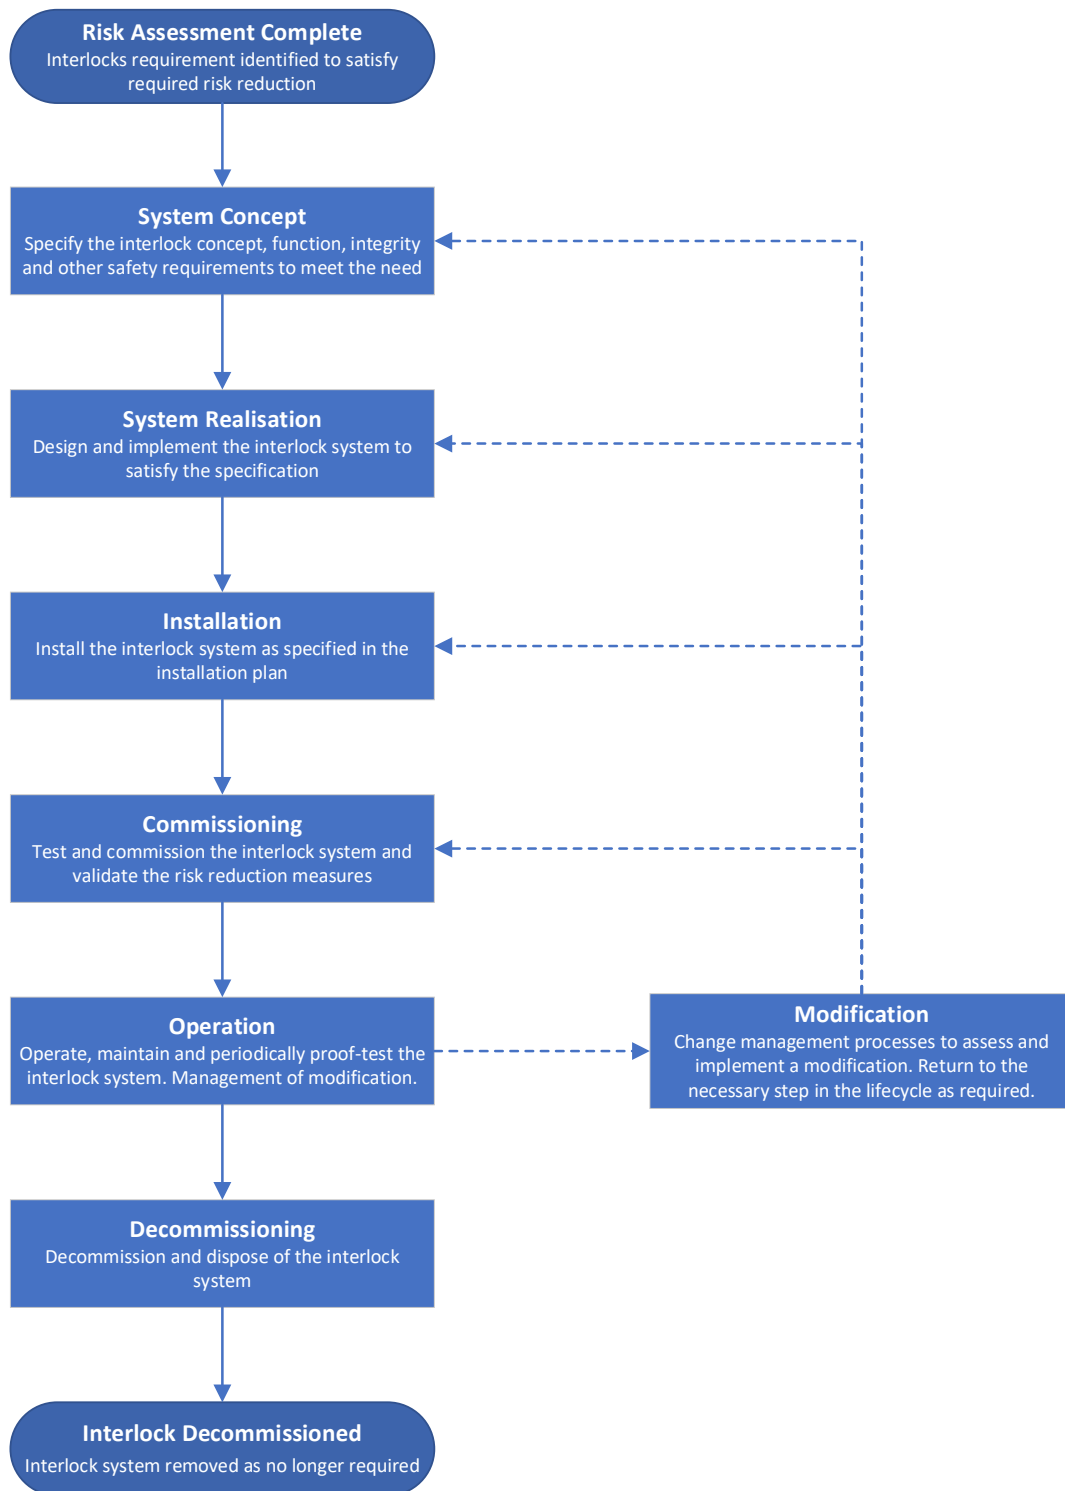 Risk Assessment Complete
Interlocks requirement identified to satisfy
required risk reduction
System Concept
Specify the interlock concept, function, integrity
and other safety requirements to meet the need
System Realisation
Design and implement the interlock system to
satisfy the specification
Installation
Install the interlock system as specified in the
installation plan
Commissioning
Test and commission the interlock system and
validate the risk reduction measures
Operation
Operate, maintain and periodically proof-test the
interlock system. Management of modification.
Modification
Change management processes to assess and
implement a modification. Return to the
necessary step in the lifecycle as required.
Decommissioning
Decommission and dispose of the interlock
system
Interlock Decommissioned
Interlock system removed as no longer required